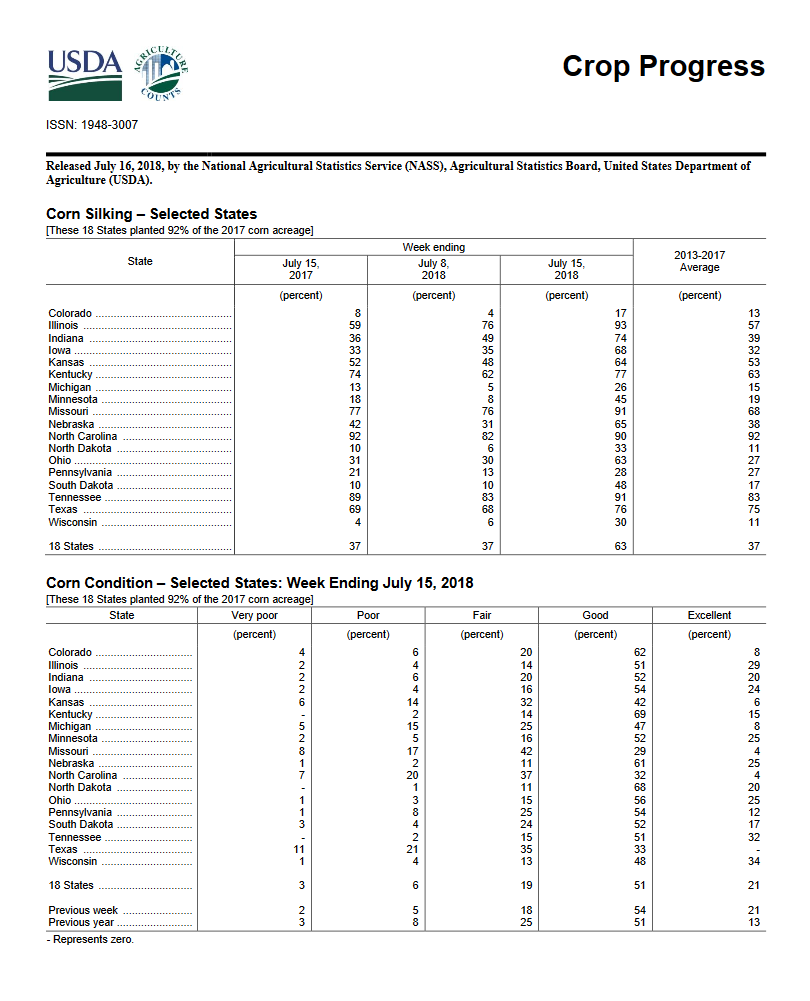 USDA
AGRICULTURE
COUNTS
Crop Progress
ISSN: 1948-3007
Released July 16, 2018, by the National Agricultural Statistics Service (NASS), Agricultural Statistics Board, United States Department of
Agriculture (USDA).
Corn Silking – Selected States
[These 18 States planted 92% of the 2017 corn acreage]
State Week ending 2013-2017 Average
July 15, 2017 July 8, 2018 July 15, 2018
(percent) (percent) (percent) (percent)
Colorado 8 4 17 13
Illinois 59 76 93 57
Indiana 36 49 74 39
Iowa 33 35 68 32
Kansas 52 48 64 53
Kentucky 74 62 77 63
Michigan 13 5 26 15
Minnesota 18 8 45 19
Missouri 77 76 91 68
Nebraska 42 31 65 38
North Carolina 92 82 90 92
North Dakota 10 6 33 11
Ohio 31 30 63 27
Pennsylvania 21 13 28 27
South Dakota 10 10 48 17
Tennessee 89 83 91 83
Texas 69 68 76 75
Wisconsin 4 6 30 11
18 States 37 37 63 37
Corn Condition – Selected States: Week Ending July 15, 2018
[These 18 States planted 92% of the 2017 corn acreage]
State Very poor Poor Fair Good Excellent
(percent) (percent) (percent) (percent) (percent)
Colorado 4 6 20 62 8
Illinois 2 4 14 51 29
Indiana 2 6 20 52 20
Iowa 2 4 16 54 24
Kansas 6 14 32 42 6
Kentucky - 2 14 69 15
Michigan 5 15 25 47 8
Minnesota 2 5 16 52 25
Missouri 8 17 42 29 4
Nebraska 1 2 11 61 25
North Carolina 7 20 37 32 4
North Dakota - 1 11 68 20
Ohio 1 3 15 56 25
Pennsylvania 1 8 25 54 12
South Dakota 3 4 24 52 17
Tennessee - 2 15 51 32
Texas 11 21 35 33 -
Wisconsin 1 4 13 48 34
18 States 3 6 19 51 21
Previous week 2 5 18 54 21
Previous year 3 8 25 51 13
- Represents zero.